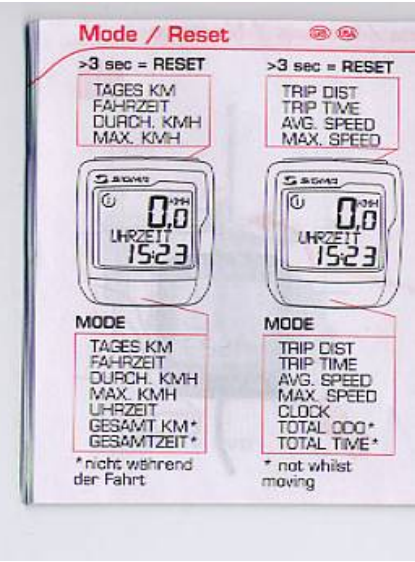 Mode / Reset
GB USA
>3 sec = RESET
TAGES KM
FAHRZEIT
DURCH. KMH
MAX. KMH
SIGMA
KMH
0,0
UHRZEIT
15:23
MODE
TAGES KM
FAHRZEIT
DURCH. KMH
MAX. KMH
UHRZEIT
GESAMT KM*
GESAMTZEIT*
*nicht während
der Fahrt
>3 sec = RESET
TRIP DIST
TRIP TIME
AVG. SPEED
MAX. SPEED
SIGMA
KMH
0,0
UHRZEIT
15:23
MODE
TRIP DIST
TRIP TIME
AVG. SPEED
MAX. SPEED
CLOCK
TOTAL ODO*
TOTAL TIME*
* not whilst
moving